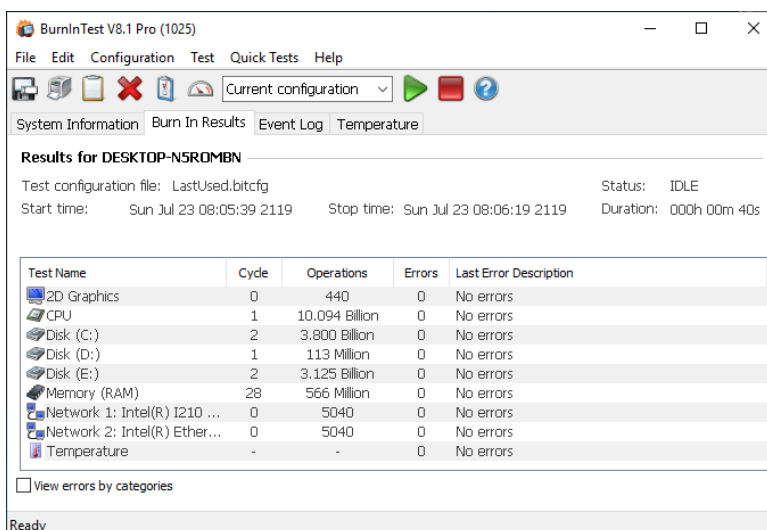 BurnInTest V8.1 Pro (1025)
File Edit Configuration Test Quick Tests Help
Current configuration
System Information Burn In Results Event Log Temperature
Results for DESKTOP-N5ROMBN
Test configuration file: LastUsed.bitcfg Status: IDLE
Start time: Sun Jul 23 08:05:39 2119 Stop time: Sun Jul 23 08:06:19 2119 Duration: 000h 00m 40s
Test Name Cycle Operations Errors Last Error Description
2D Graphics 0 440 0 No errors
CPU 1 10.094 Billion 0 No errors
Disk (C:) 2 3.800 Billion 0 No errors
Disk (D:) 1 113 Million 0 No errors
Disk (E:) 2 3.125 Billion 0 No errors
Memory (RAM) 28 566 Million 0 No errors
Network 1: Intel(R) I210 ... 0 5040 0 No errors
Network 2: Intel(R) Ether... 0 5040 0 No errors
Temperature - - 0 No errors
View errors by categories
Ready